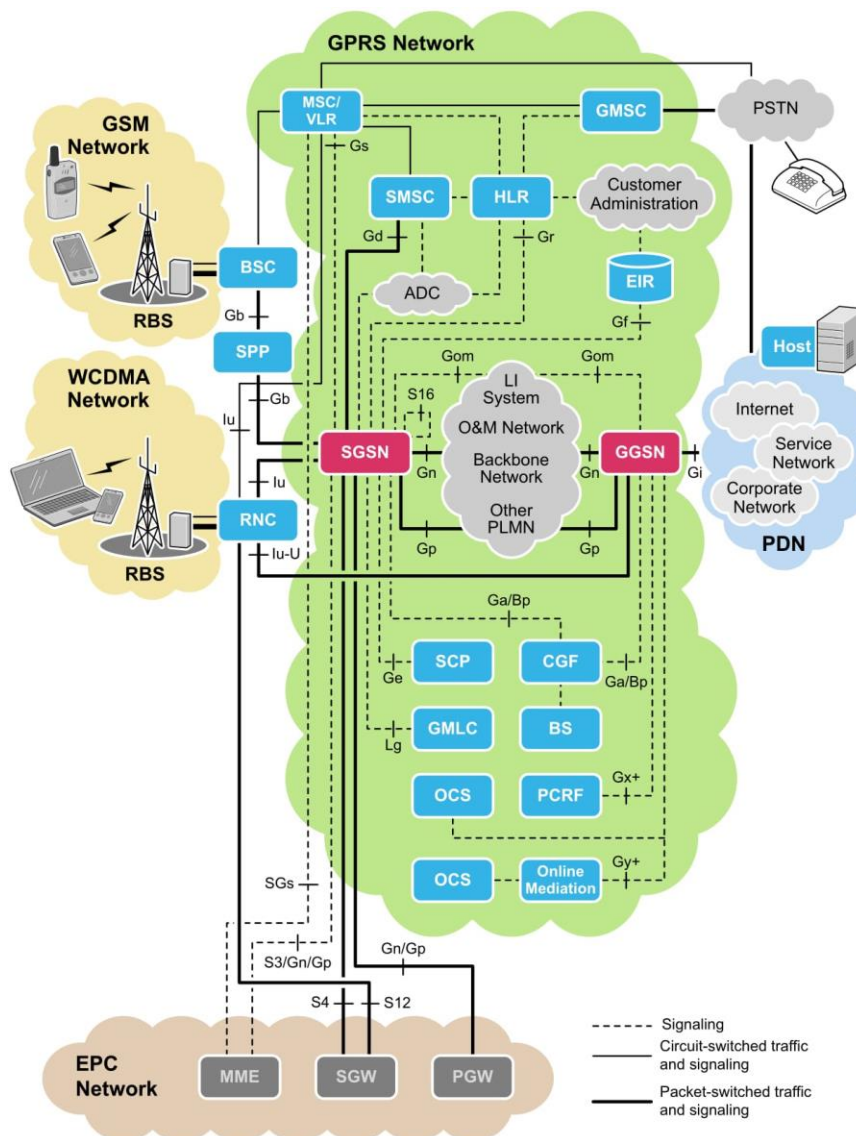 GPRS Network
MSC/
VLR
GMSC
PSTN
GSM
Network
Gs
SMSC
HLR
Customer
Administration
Gd
Gr
BSC
ADC
EIR
RBS
Gb
Gf
SPP
Host
WCDMA
Network
Iu
Gb
Gom
LI
System
Gom
S16
O&M Network
Internet
SGSN
Gn
Backbone
Network
Gn
GGSN
Gi
Service
Network
Iu
Corporate
Network
RNC
Other
PLMN
PDN
RBS
Iu-U
Gp
Gp
Ga/Bp
SCP
CGF
Ge
Ga/Bp
GMLC
BS
Lg
OCS
PCRF
Gx+
OCS
Online
Mediation
Gy+
SGs
S3/Gn/Gp
Gn/Gp
S4
S12
EPC
Network
MME
SGW
PGW
Signaling
Circuit-switched traffic
and signaling
Packet-switched traffic
and signaling